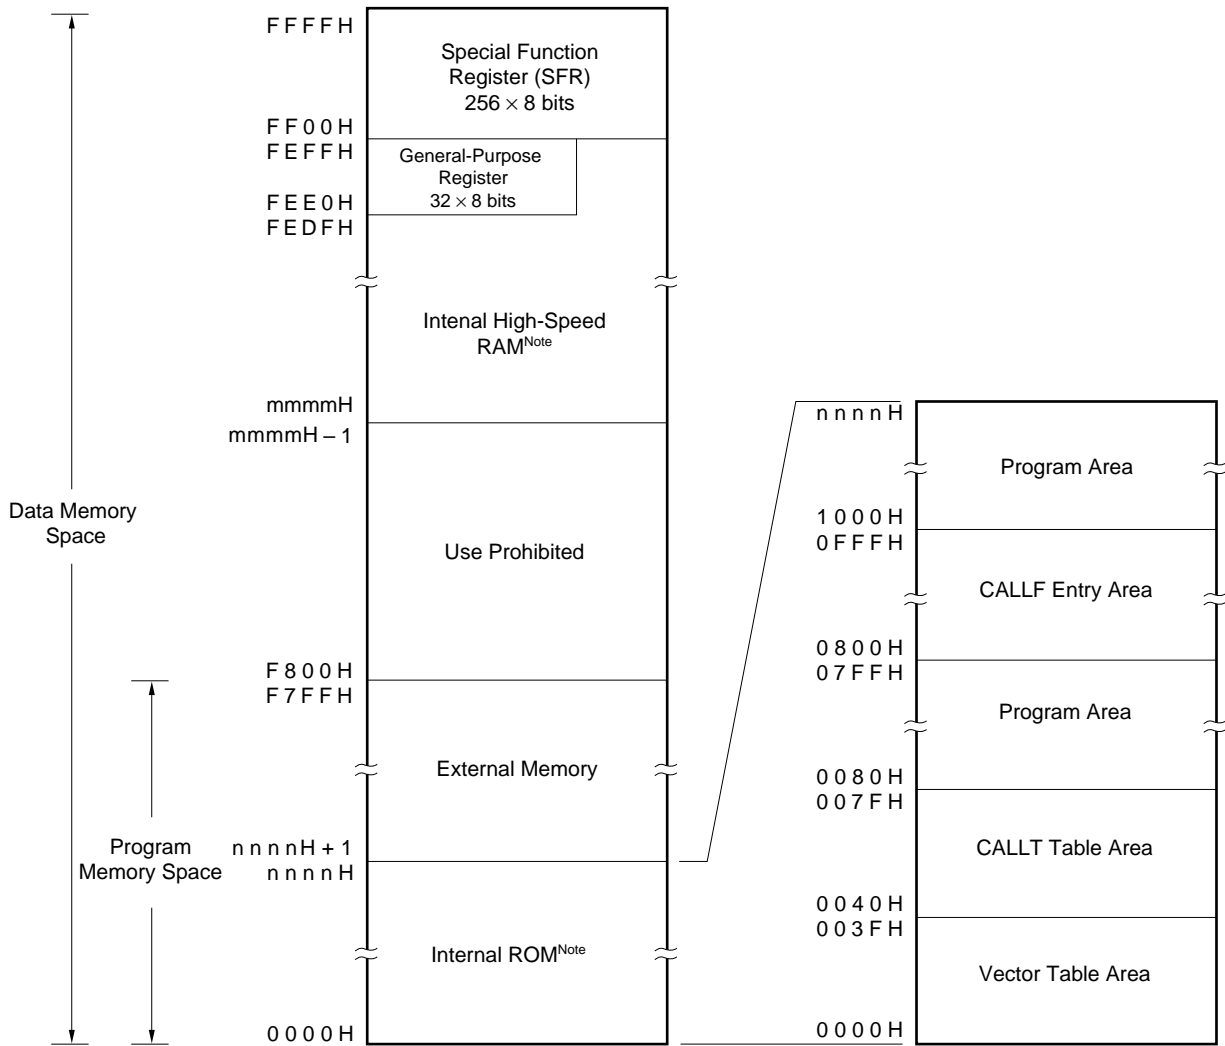 FFFFH
Special Function
Register (SFR)
256 × 8 bits
FF00H
FEFFH
General-Purpose
Register
32 × 8 bits
FEE0H
FEDFH
Intenal High-Speed
RAMNote
mmmmH
mmmmH – 1
Data Memory
Space
Use Prohibited
F800H
F7FFH
External Memory
Program
Memory Space
nnnnH + 1
nnnnH
Internal ROMNote
0000H
nnnnH
Program Area
1000H
0FFFH
CALLF Entry Area
0800H
07FFH
Program Area
0080H
007FH
CALLT Table Area
0040H
003FH
Vector Table Area
0000H